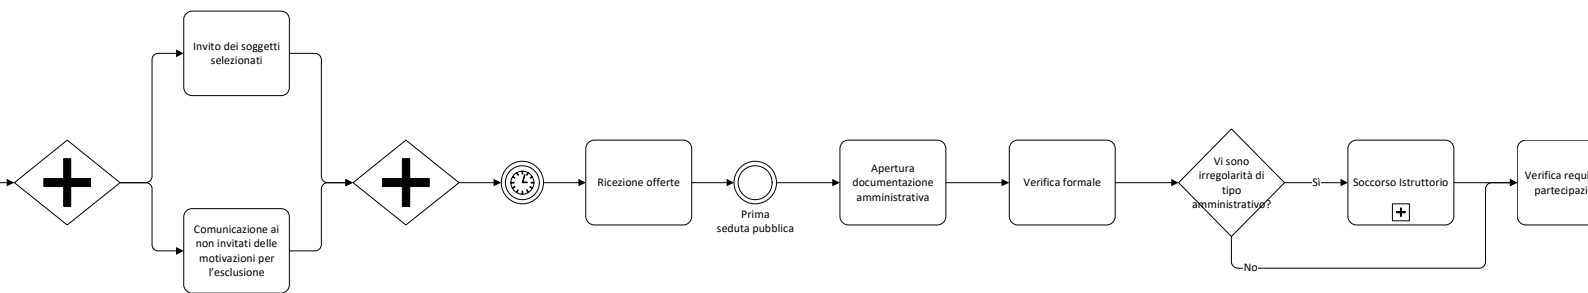 Invito dei soggetti
selezionati
Comunicazione ai
non invitati delle
motivazioni per
l'esclusione
Ricezione offerte
Prima
seduta pubblica
Apertura
documentazione
amministrativa
Verifica formale
Vi sono
irregolarità di
tipo
amministrativo?
Sì
No
Soccorso Istruttorio
Verifica